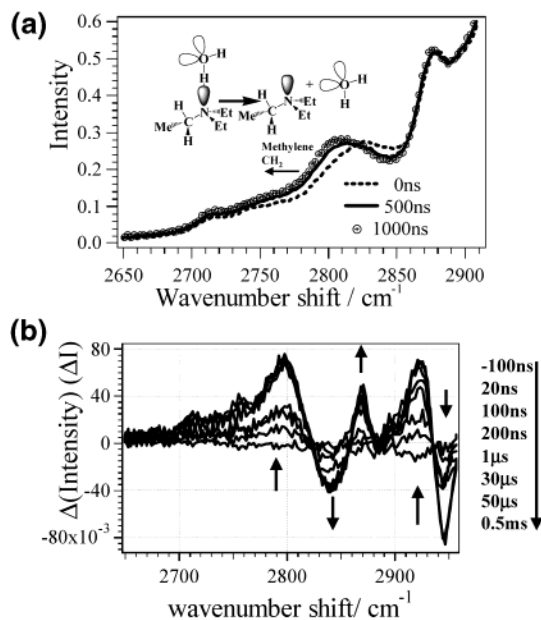 (a)
0.6
0.5
0.4
0.3
0.2
0.1
0.0
Intensity
O H
H
H
C N Et
Me H Et
+ O H
H
H
C N Et
Me H Et
Methylene
CH2
0ns
500ns
1000ns
2650 2700 2750 2800 2850 2900
Wavenumber shift / cm-1
(b)
80
40
0
-40
-80x10-3
Δ(Intensity) (ΔI)
-100ns
20ns
100ns
200ns
1µs
30µs
50µs
0.5ms
2700 2800 2900
wavenumber shift/ cm-1